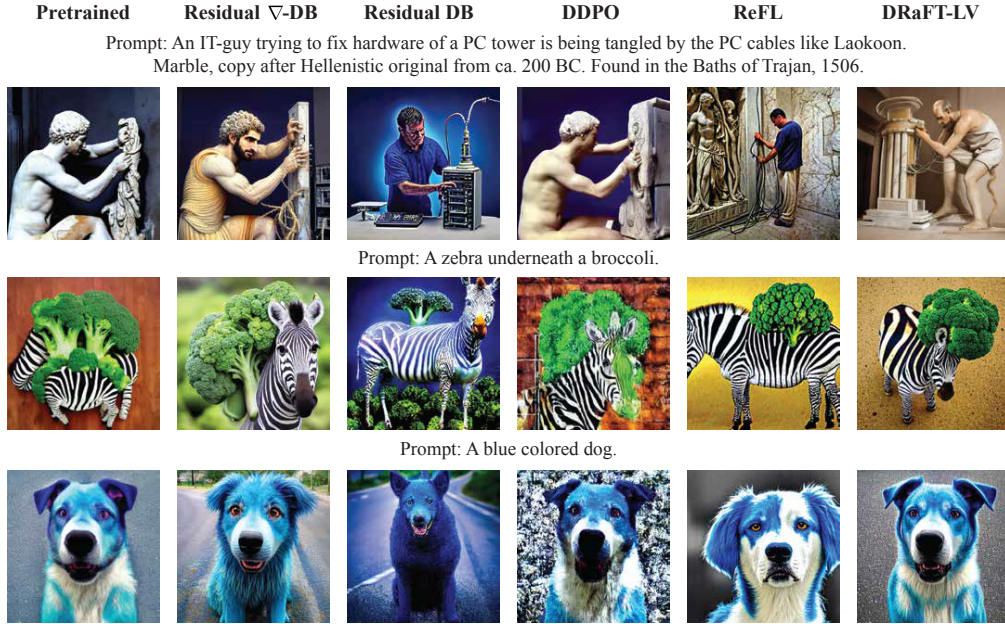 Pretrained Residual ∇-DB Residual DB DDPO ReFL DRaFT-LV
Prompt: An IT-guy trying to fix hardware of a PC tower is being tangled by the PC cables like Laokoon.
Marble, copy after Hellenistic original from ca. 200 BC. Found in the Baths of Trajan, 1506.
Prompt: A zebra underneath a broccoli.
Prompt: A blue colored dog.